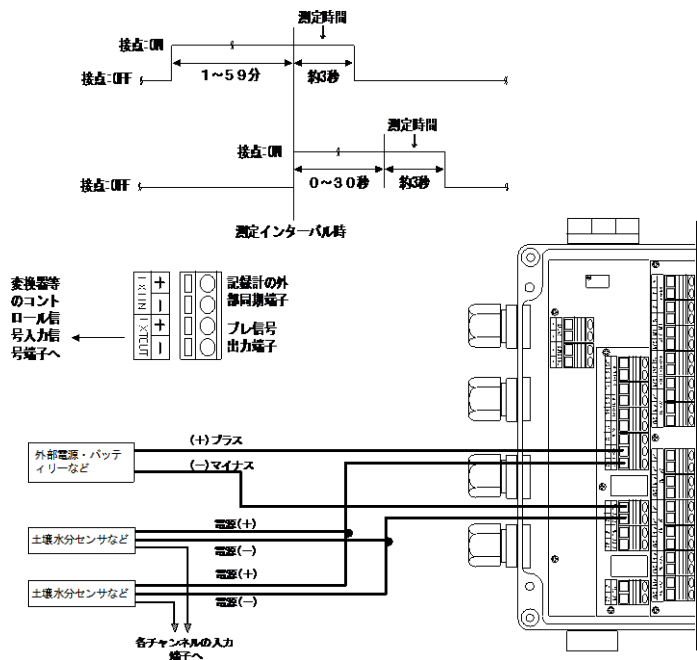 測定時間
接点:ON
接点:OFF
1～59分
約3秒
測定時間
接点:ON
接点:OFF
0～30秒
約3秒
測定インターバル時
変換器等
のコント
ロール信
号入力信
号端子へ
EXTIN
+
−
EXTOUT
+
−
記録計の外
部同期端子
プレ信号
出力端子
外部電源・バッテ
ィリーなど
(+)プラス
(−)マイナス
土壌水分センサなど
電源(+)
電源(−)
土壌水分センサなど
電源(+)
電源(−)
各チャンネルの入力
端子へ